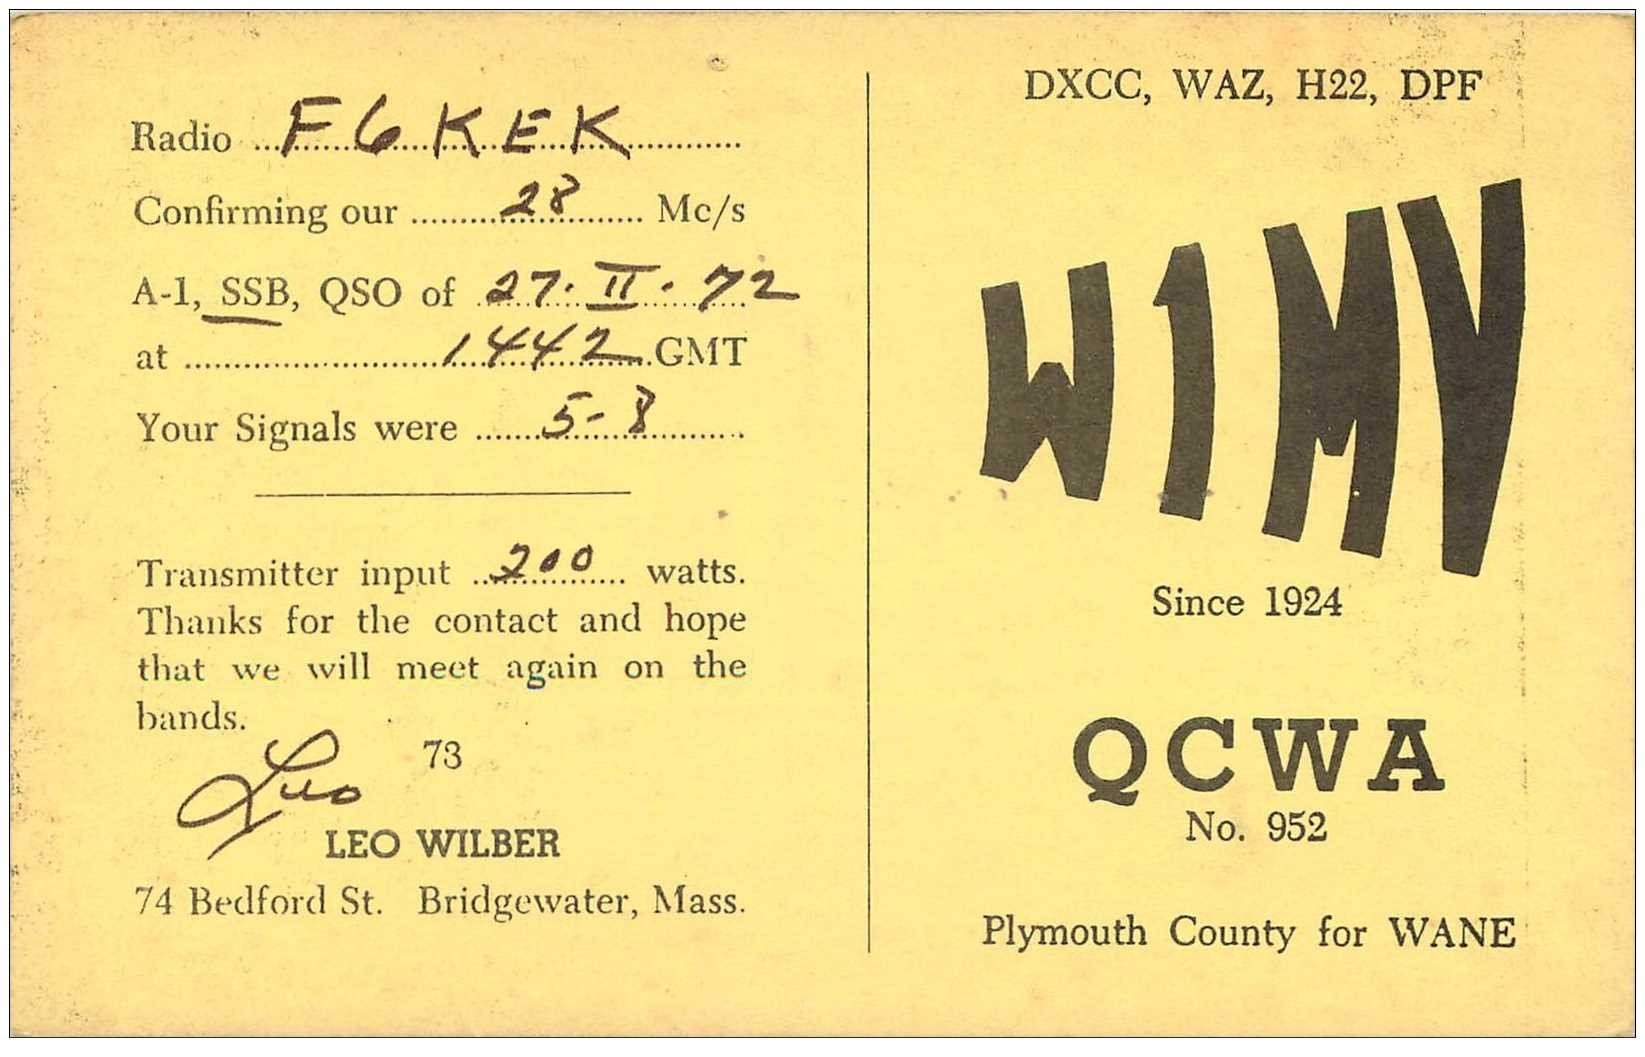 Radio F6KEK
Confirming our 28 Mc/s
A-1, SSB, QSO of 27·II·72
at 1442 GMT
Your Signals were 5-8
Transmitter input 200 watts.
Thanks for the contact and hope
that we will meet again on the
bands.
73
Leo
LEO WILBER
74 Bedford St. Bridgewater, Mass.
DXCC, WAZ, H22, DPF
W1MV
Since 1924
QCWA
No. 952
Plymouth County for WANE